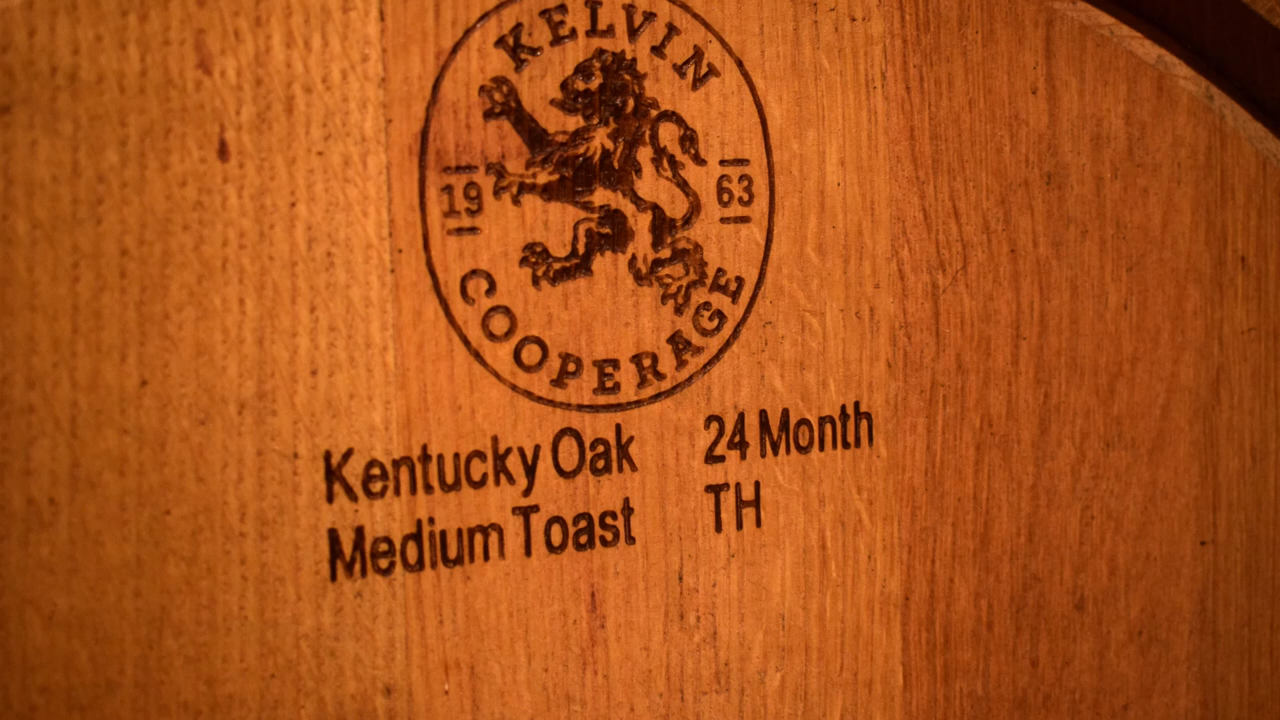 KELVIN
19 63
COOPERAGE
Kentucky Oak 24 Month
Medium Toast TH